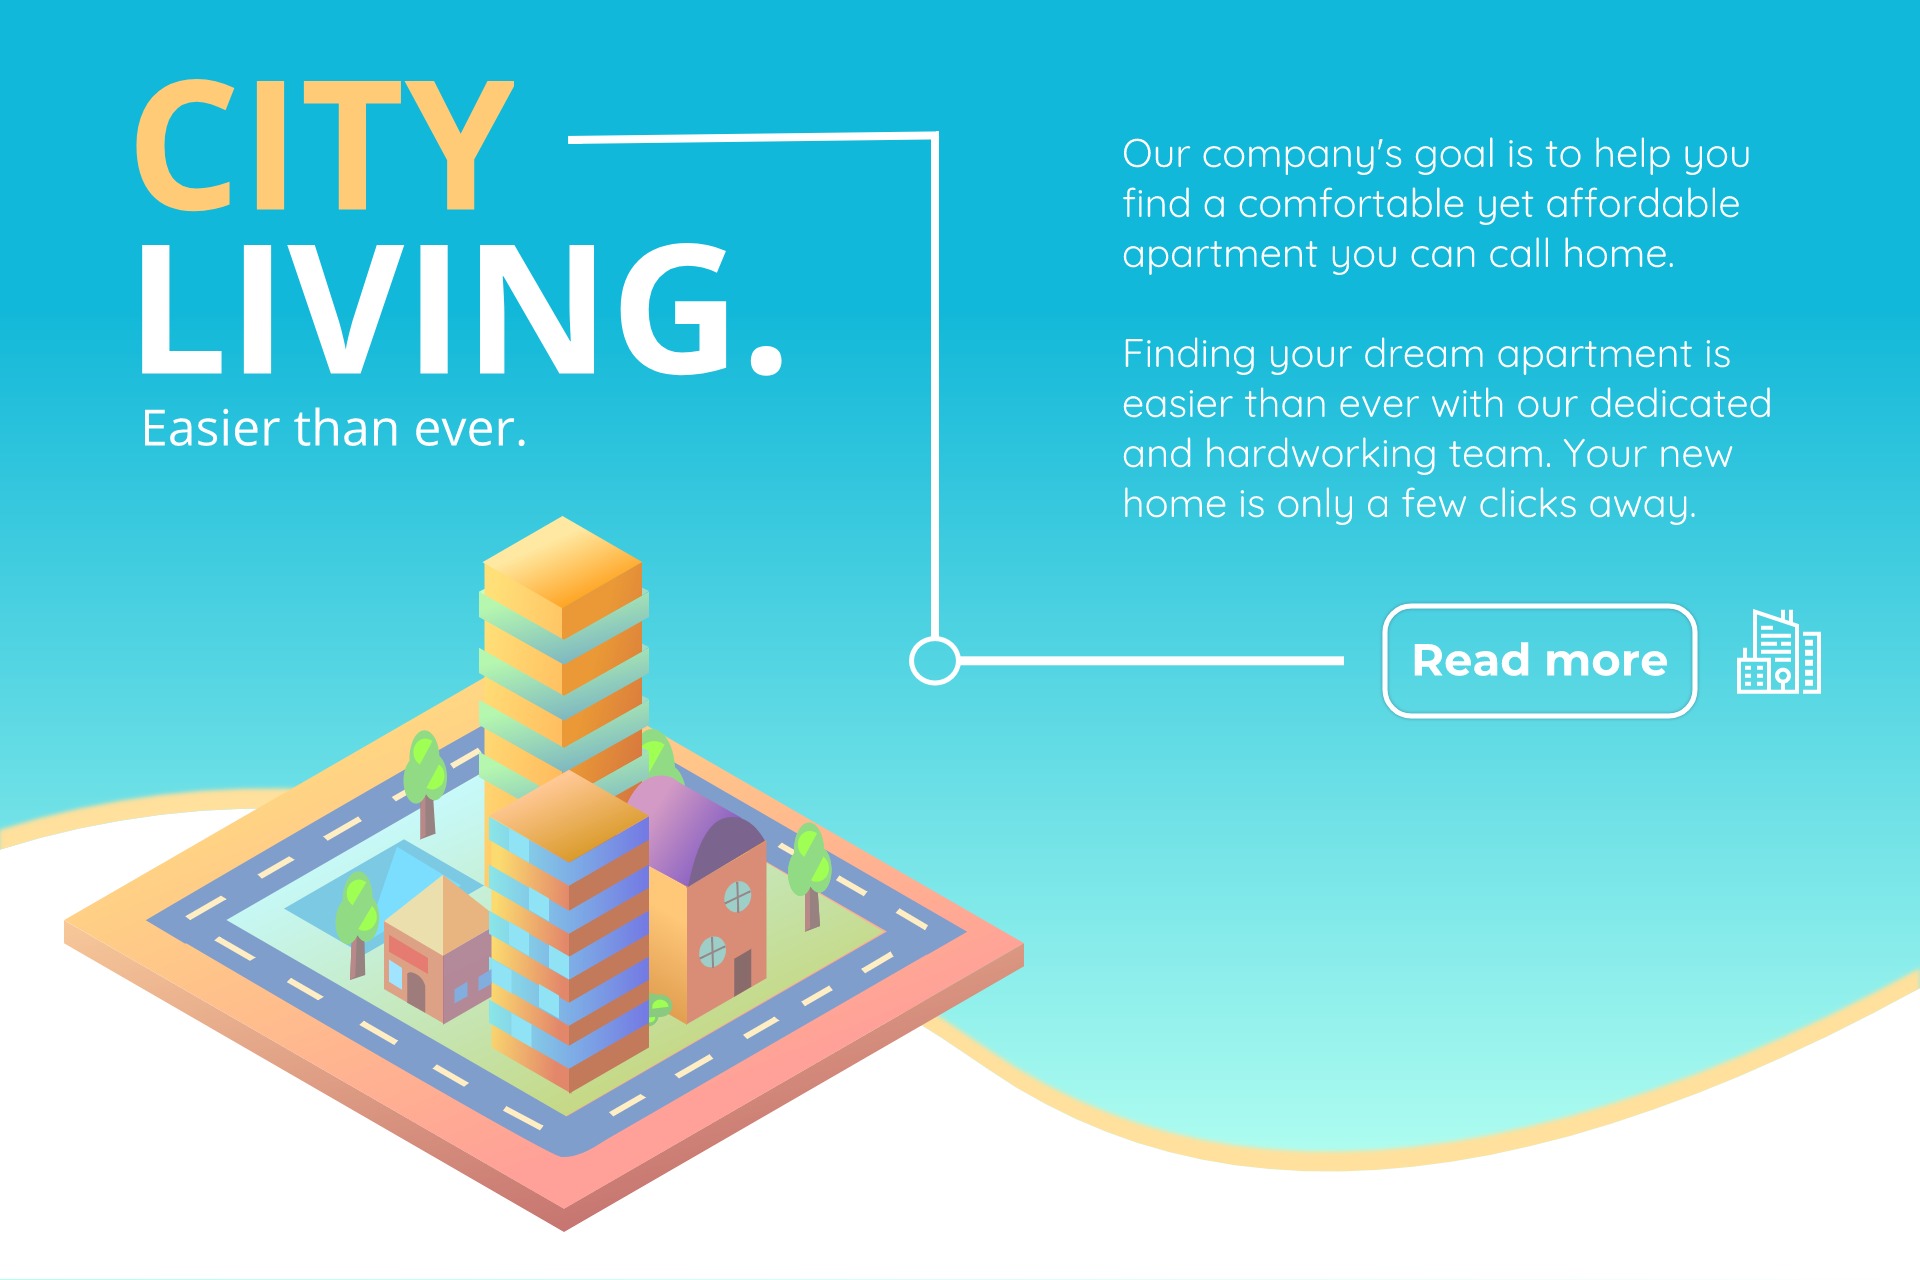 CITY
LIVING.
Easier than ever.
Our company's goal is to help you
find a comfortable yet affordable
apartment you can call home.
Finding your dream apartment is
easier than ever with our dedicated
and hardworking team. Your new
home is only a few clicks away.
Read more